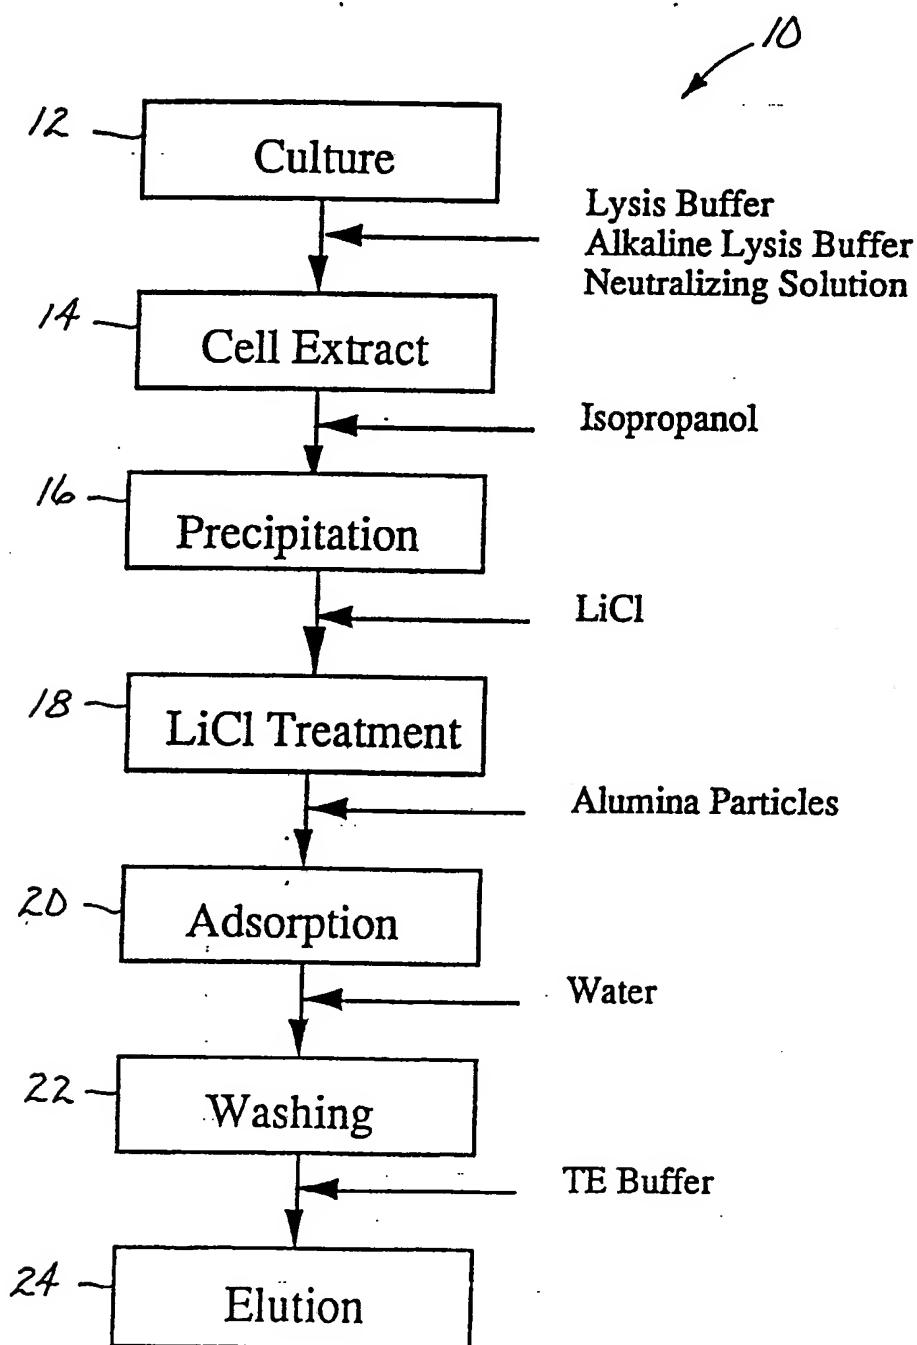 10
12
Culture
Lysis Buffer
Alkaline Lysis Buffer
Neutralizing Solution
14
Cell Extract
Isopropanol
16
Precipitation
LiCl
18
LiCl Treatment
Alumina Particles
20
Adsorption
Water
22
Washing
TE Buffer
24
Elution